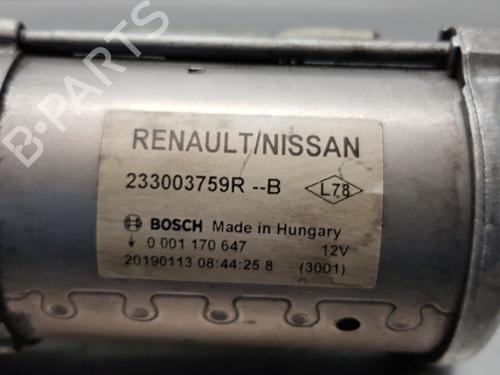 B-PARTS
RENAULT/NISSAN
233003759R --B L78
BOSCH Made in Hungary
0 001 170 647 12V
20190113 08:44:25 8 (3001)